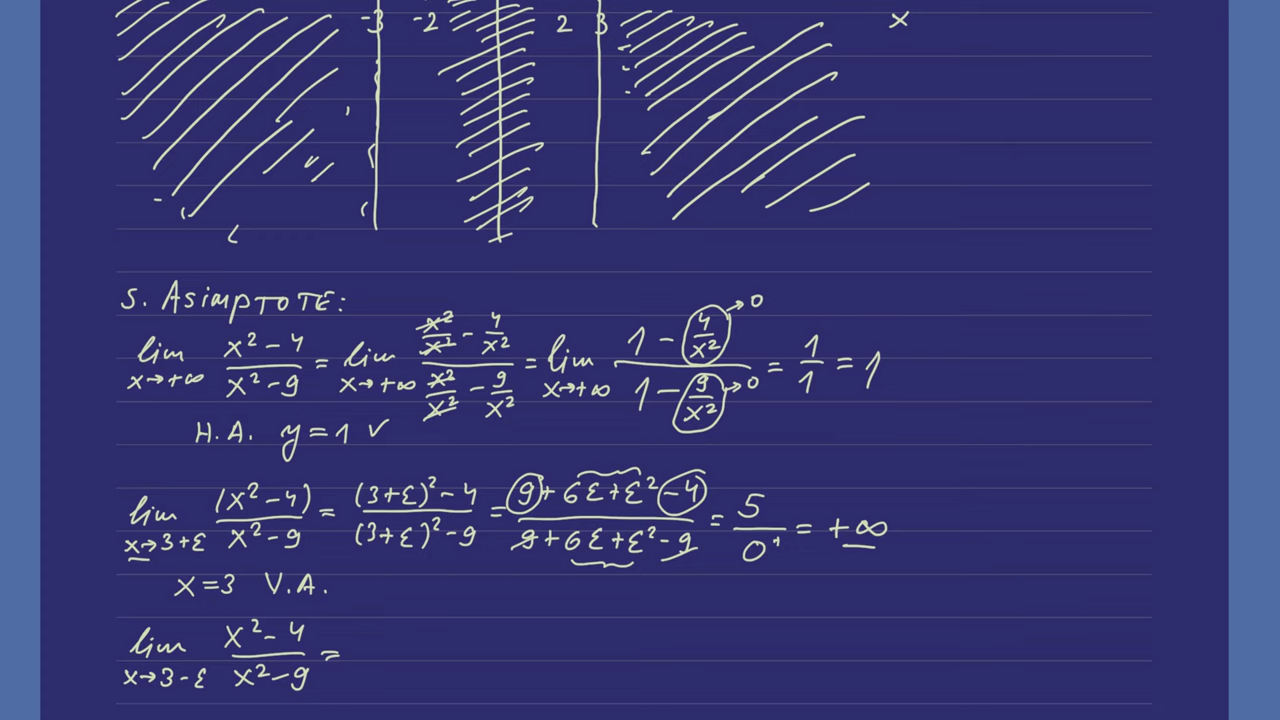 -3 -2 2 3 x
5. ASIMPTOTE:
lim x→+∞ (x²-4)/(x²-9) = lim x→+∞ (x²/x² - 4/x²)/(x²/x² - 9/x²) = lim x→+∞ (1 - 4/x² →0)/(1 - 9/x² →0) = 1/1 = 1
H.A. y = 1 ✓
lim x→3+ε (x²-4)/(x²-9) = ((3+ε)²-4)/((3+ε)²-9) = (9+6ε+ε²-4)/(9+6ε+ε²-9) = 5/0⁺ = +∞
x=3 V.A.
lim x→3-ε (x²-4)/(x²-9) =